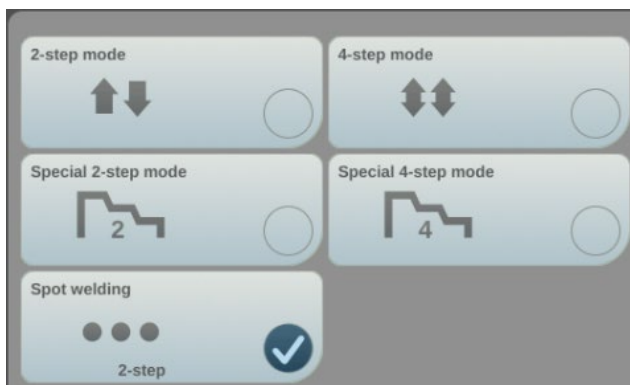 2-step mode
4-step mode
Special 2-step mode
2
Special 4-step mode
4
Spot welding
2-step